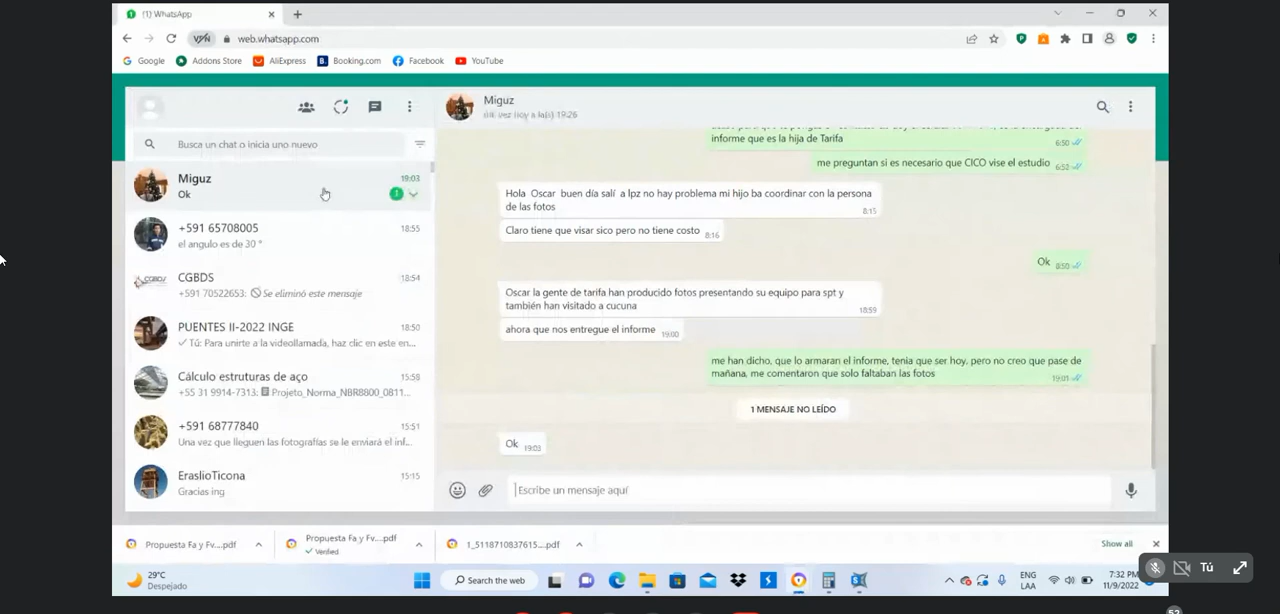 (1) WhatsApp
VPN web.whatsapp.com
Google Addons Store AliExpress Booking.com Facebook YouTube
Busca un chat o inicia uno nuevo
Miguz 19:03
Ok 1
+591 65708005 18:55
el angulo es de 30 °
CGBDS 18:54
+591 70522653: Se eliminó este mensaje
PUENTES II-2022 INGE 18:50
Tú: Para unirte a la videollamada, haz clic en este en...
Cálculo estruturas de aço 15:58
+55 31 9914-7313: Projeto_Norma_NBR8800_0811...
+591 68777840 15:51
Una vez que lleguen las fotografías se le enviará el inf...
EraslioTicona 15:15
Gracias ing
Miguz
últ. vez hoy a la(s) 19:26
informe que es la hija de Tarifa
6:50
me preguntan si es necesario que CICO vise el estudio 6:52
Hola Oscar buen día salí a lpz no hay problema mi hijo ba coordinar con la persona
de las fotos
8:15
Claro tiene que visar sico pero no tiene costo 8:16
Ok 8:50
Oscar la gente de tarifa han producido fotos presentando su equipo para spt y
también han visitado a cucuna
18:59
ahora que nos entregue el informe 19:00
me han dicho, que lo armaran el informe, tenia que ser hoy, pero no creo que pase de
mañana, me comentaron que solo faltaban las fotos
19:01
1 MENSAJE NO LEÍDO
Ok 19:03
Escribe un mensaje aquí
Propuesta Fa y Fv....pdf
Propuesta Fa y Fv....pdf
Verified
1_5118710837615....pdf
Show all
Tú
29°C
Despejado
Search the web
ENG
LAA
7:32 PM
11/9/2022
52